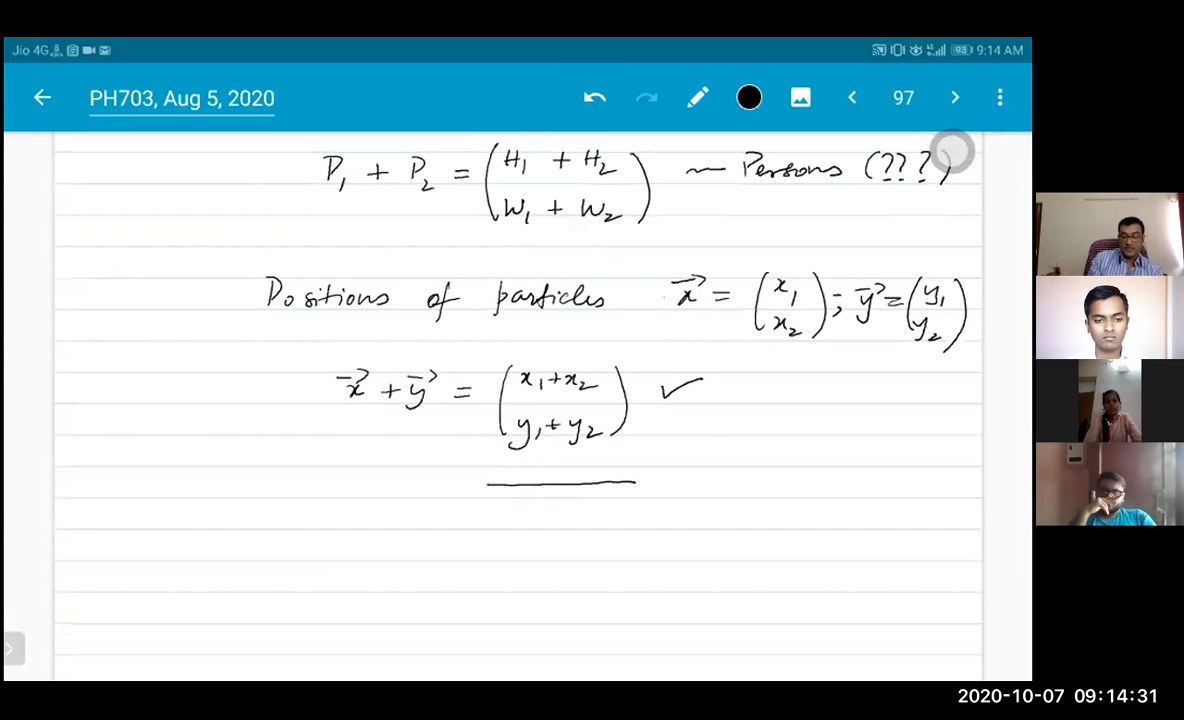 Jio 4G 93 9:14 AM
PH703, Aug 5, 2020 97
P₁ + P₂ = (H₁ + H₂ ~ Persons (???)
W₁ + W₂)
Positions of particles x⃗ = (x₁ x₂); y⃗ = (y₁ y₂)
x⃗ + y⃗ = (x₁+x₂ ✓
y₁+y₂)
2020-10-07 09:14:31